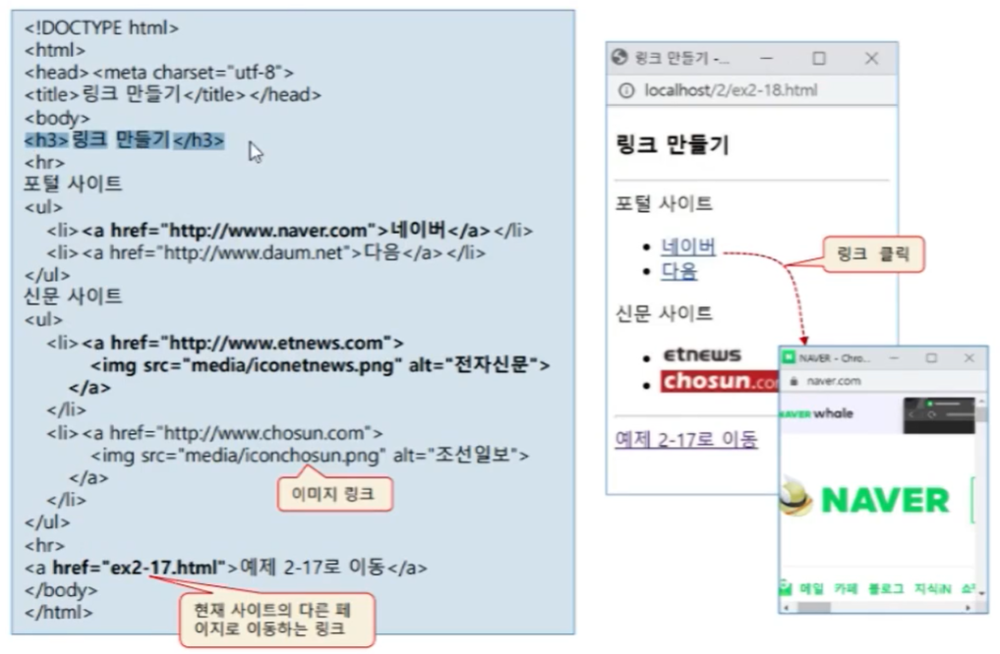 <!DOCTYPE html>
<html>
<head><meta charset="utf-8">
<title>링크 만들기</title></head>
<body>
<h3>링크 만들기</h3>
<hr>
포털 사이트
<ul>
<li><a href="http://www.naver.com">네이버</a></li>
<li><a href="http://www.daum.net">다음</a></li>
</ul>
신문 사이트
<ul>
<li><a href="http://www.etnews.com">
<img src="media/iconetnews.png" alt="전자신문">
</a>
</li>
<li><a href="http://www.chosun.com">
<img src="media/iconchosun.png" alt="조선일보">
</a>
이미지 링크
</li>
</ul>
<hr>
<a href="ex2-17.html">예제 2-17로 이동</a>
</body>
</html>
현재 사이트의 다른 페
이지로 이동하는 링크
링크 만들기 -...
localhost/2/ex2-18.html
링크 만들기
포털 사이트
네이버
다음
링크 클릭
신문 사이트
etnews
chosun.co
예제 2-17로 이동
NAVER - Chro...
naver.com
NAVER whale
NAVER
메일 카페 블로그 지식iN